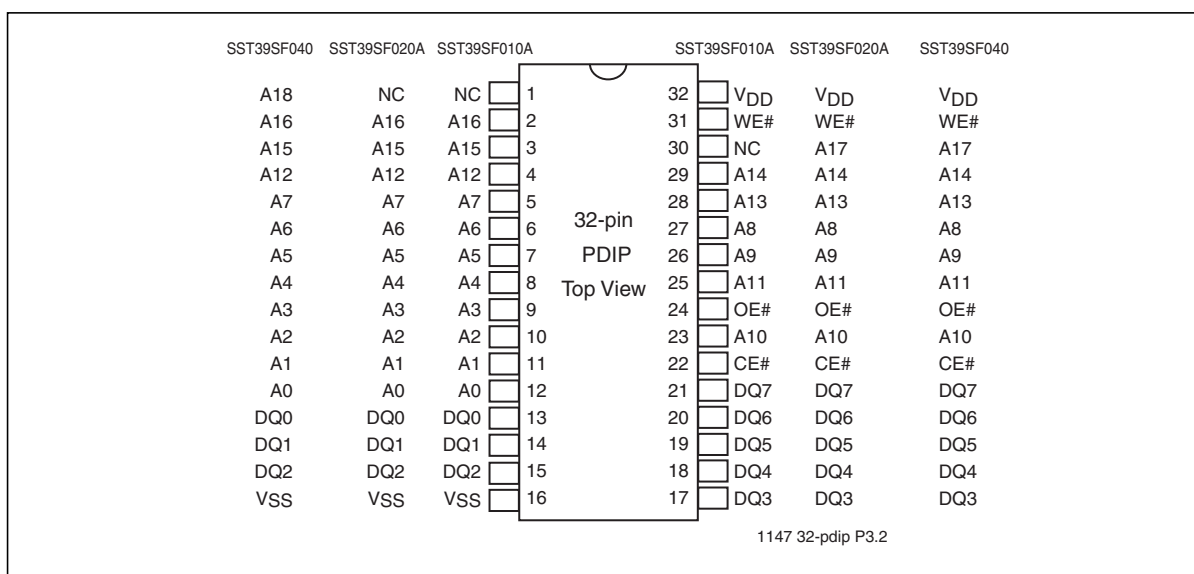 SST39SF040 SST39SF020A SST39SF010A SST39SF010A SST39SF020A SST39SF040
A18 NC NC 1 32 VDD VDD VDD
A16 A16 A16 2 31 WE# WE# WE#
A15 A15 A15 3 30 NC A17 A17
A12 A12 A12 4 29 A14 A14 A14
A7 A7 A7 5 28 A13 A13 A13
A6 A6 A6 6 32-pin 27 A8 A8 A8
A5 A5 A5 7 PDIP 26 A9 A9 A9
A4 A4 A4 8 Top View 25 A11 A11 A11
A3 A3 A3 9 24 OE# OE# OE#
A2 A2 A2 10 23 A10 A10 A10
A1 A1 A1 11 22 CE# CE# CE#
A0 A0 A0 12 21 DQ7 DQ7 DQ7
DQ0 DQ0 DQ0 13 20 DQ6 DQ6 DQ6
DQ1 DQ1 DQ1 14 19 DQ5 DQ5 DQ5
DQ2 DQ2 DQ2 15 18 DQ4 DQ4 DQ4
VSS VSS VSS 16 17 DQ3 DQ3 DQ3
1147 32-pdip P3.2